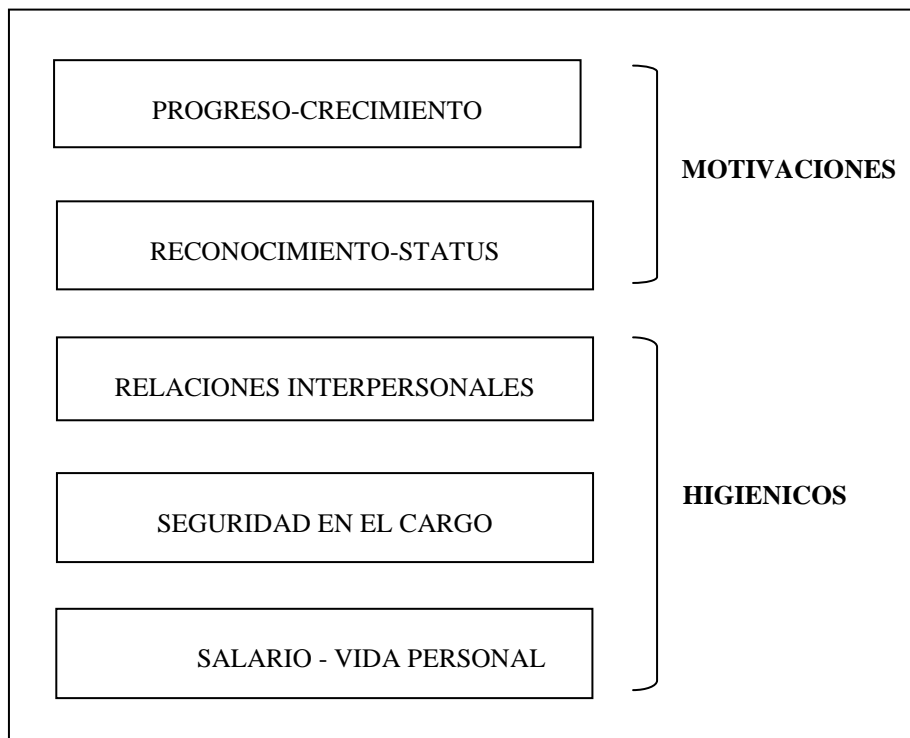 PROGRESO-CRECIMIENTO
MOTIVACIONES
RECONOCIMIENTO-STATUS
RELACIONES INTERPERSONALES
HIGIENICOS
SEGURIDAD EN EL CARGO
SALARIO - VIDA PERSONAL